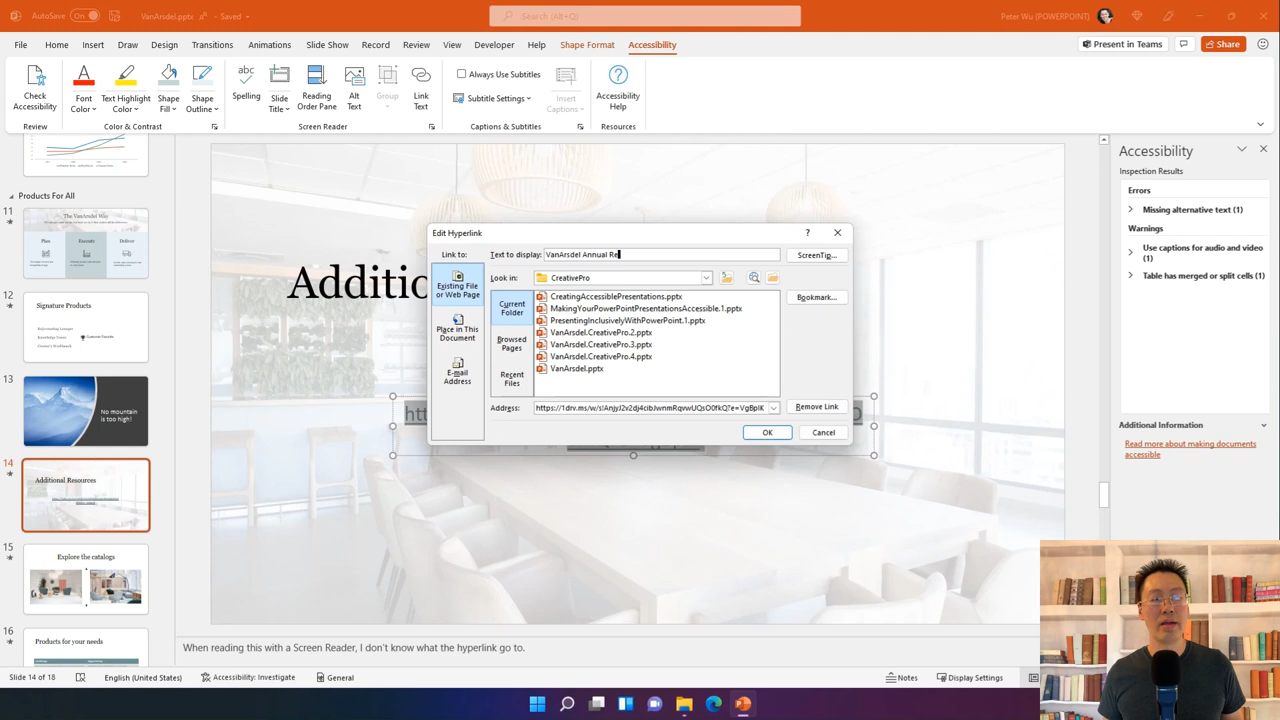 AutoSave On VanArsdel.pptx - Saved Search (Alt+Q) Peter Wu (POWERPOINT)
File Home Insert Draw Design Transitions Animations Slide Show Record Review View Developer Help Shape Format Accessibility Present in Teams Share
Check Accessibility
Font Color
Text Highlight Color
Shape Fill
Shape Outline
abc
Spelling
Slide Title
Reading Order Pane
Alt Text
Group
Link Text
Always Use Subtitles
Subtitle Settings
Insert Captions
Accessibility Help
Review Color & Contrast Screen Reader Captions & Subtitles Resources
Products For All
11
The VanArsdel Way
Plan Execute Deliver
12
Signature Products
13
No mountain
is too high!
14
Additional Resources
15
Explore the catalogs
16
Products for your needs
Additio
htt
Edit Hyperlink ?
Link to: Text to display: VanArsdel Annual Re ScreenTip...
Existing File
or Web Page
Place in This
Document
E-mail
Address
Look in: CreativePro
Current
Folder
Browsed
Pages
Recent
Files
CreatingAccessiblePresentations.pptx
MakingYourPowerPointPresentationsAccessible.1.pptx
PresentingInclusivelyWithPowerPoint.1.pptx
VanArsdel.CreativePro.2.pptx
VanArsdel.CreativePro.3.pptx
VanArsdel.CreativePro.4.pptx
VanArsdel.pptx
Bookmark...
Address: Remove Link
OK Cancel
Accessibility
Inspection Results
Errors
Missing alternative text (1)
Warnings
Use captions for audio and video
(1)
Table has merged or split cells (1)
Additional Information
Read more about making documents
accessible
When reading this with a Screen Reader, I don't know what the hyperlink go to.
Slide 14 of 18 English (United States) Accessibility: Investigate General Notes Display Settings